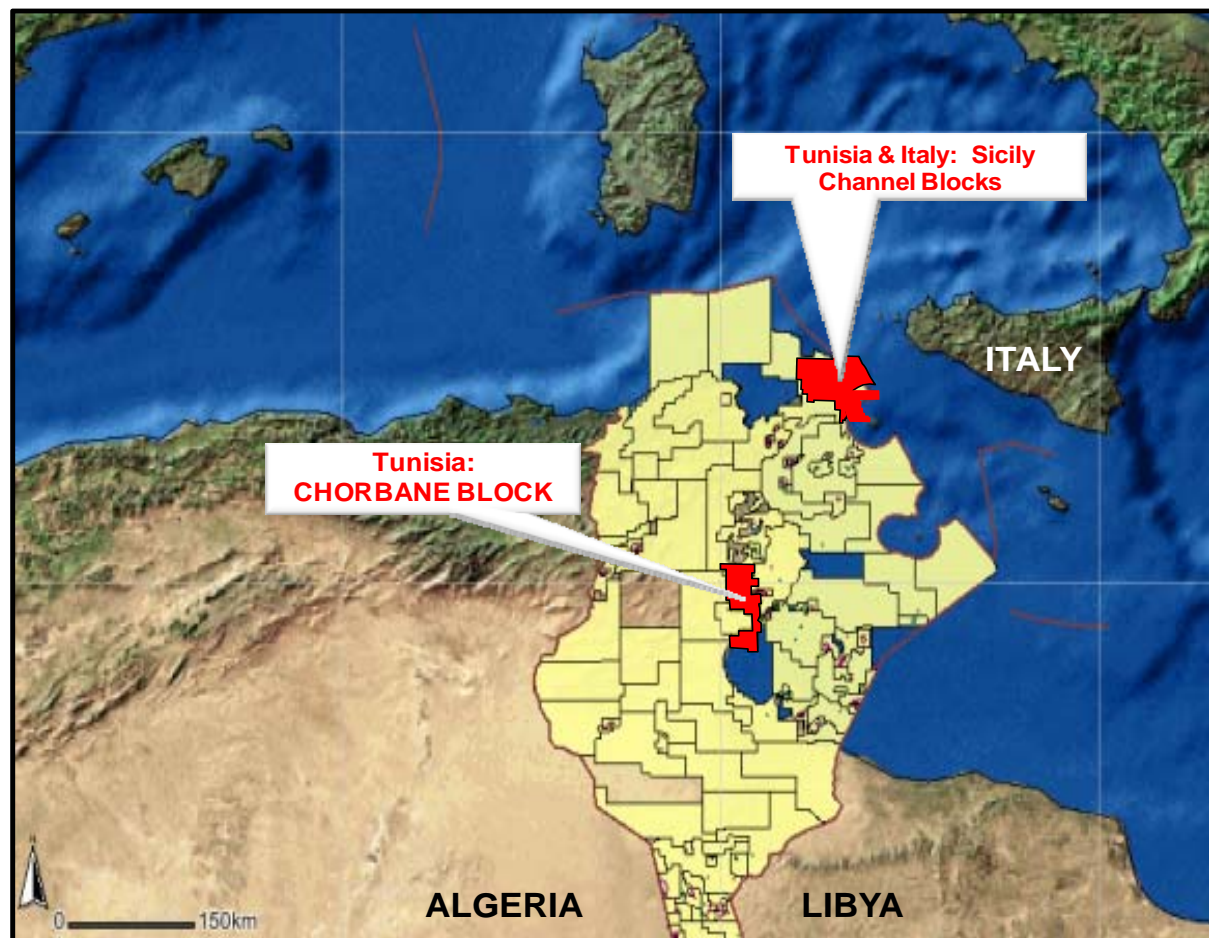 Tunisia & Italy: Sicily
Channel Blocks
ITALY
Tunisia:
CHORBANE BLOCK
ALGERIA
LIBYA
0 150km